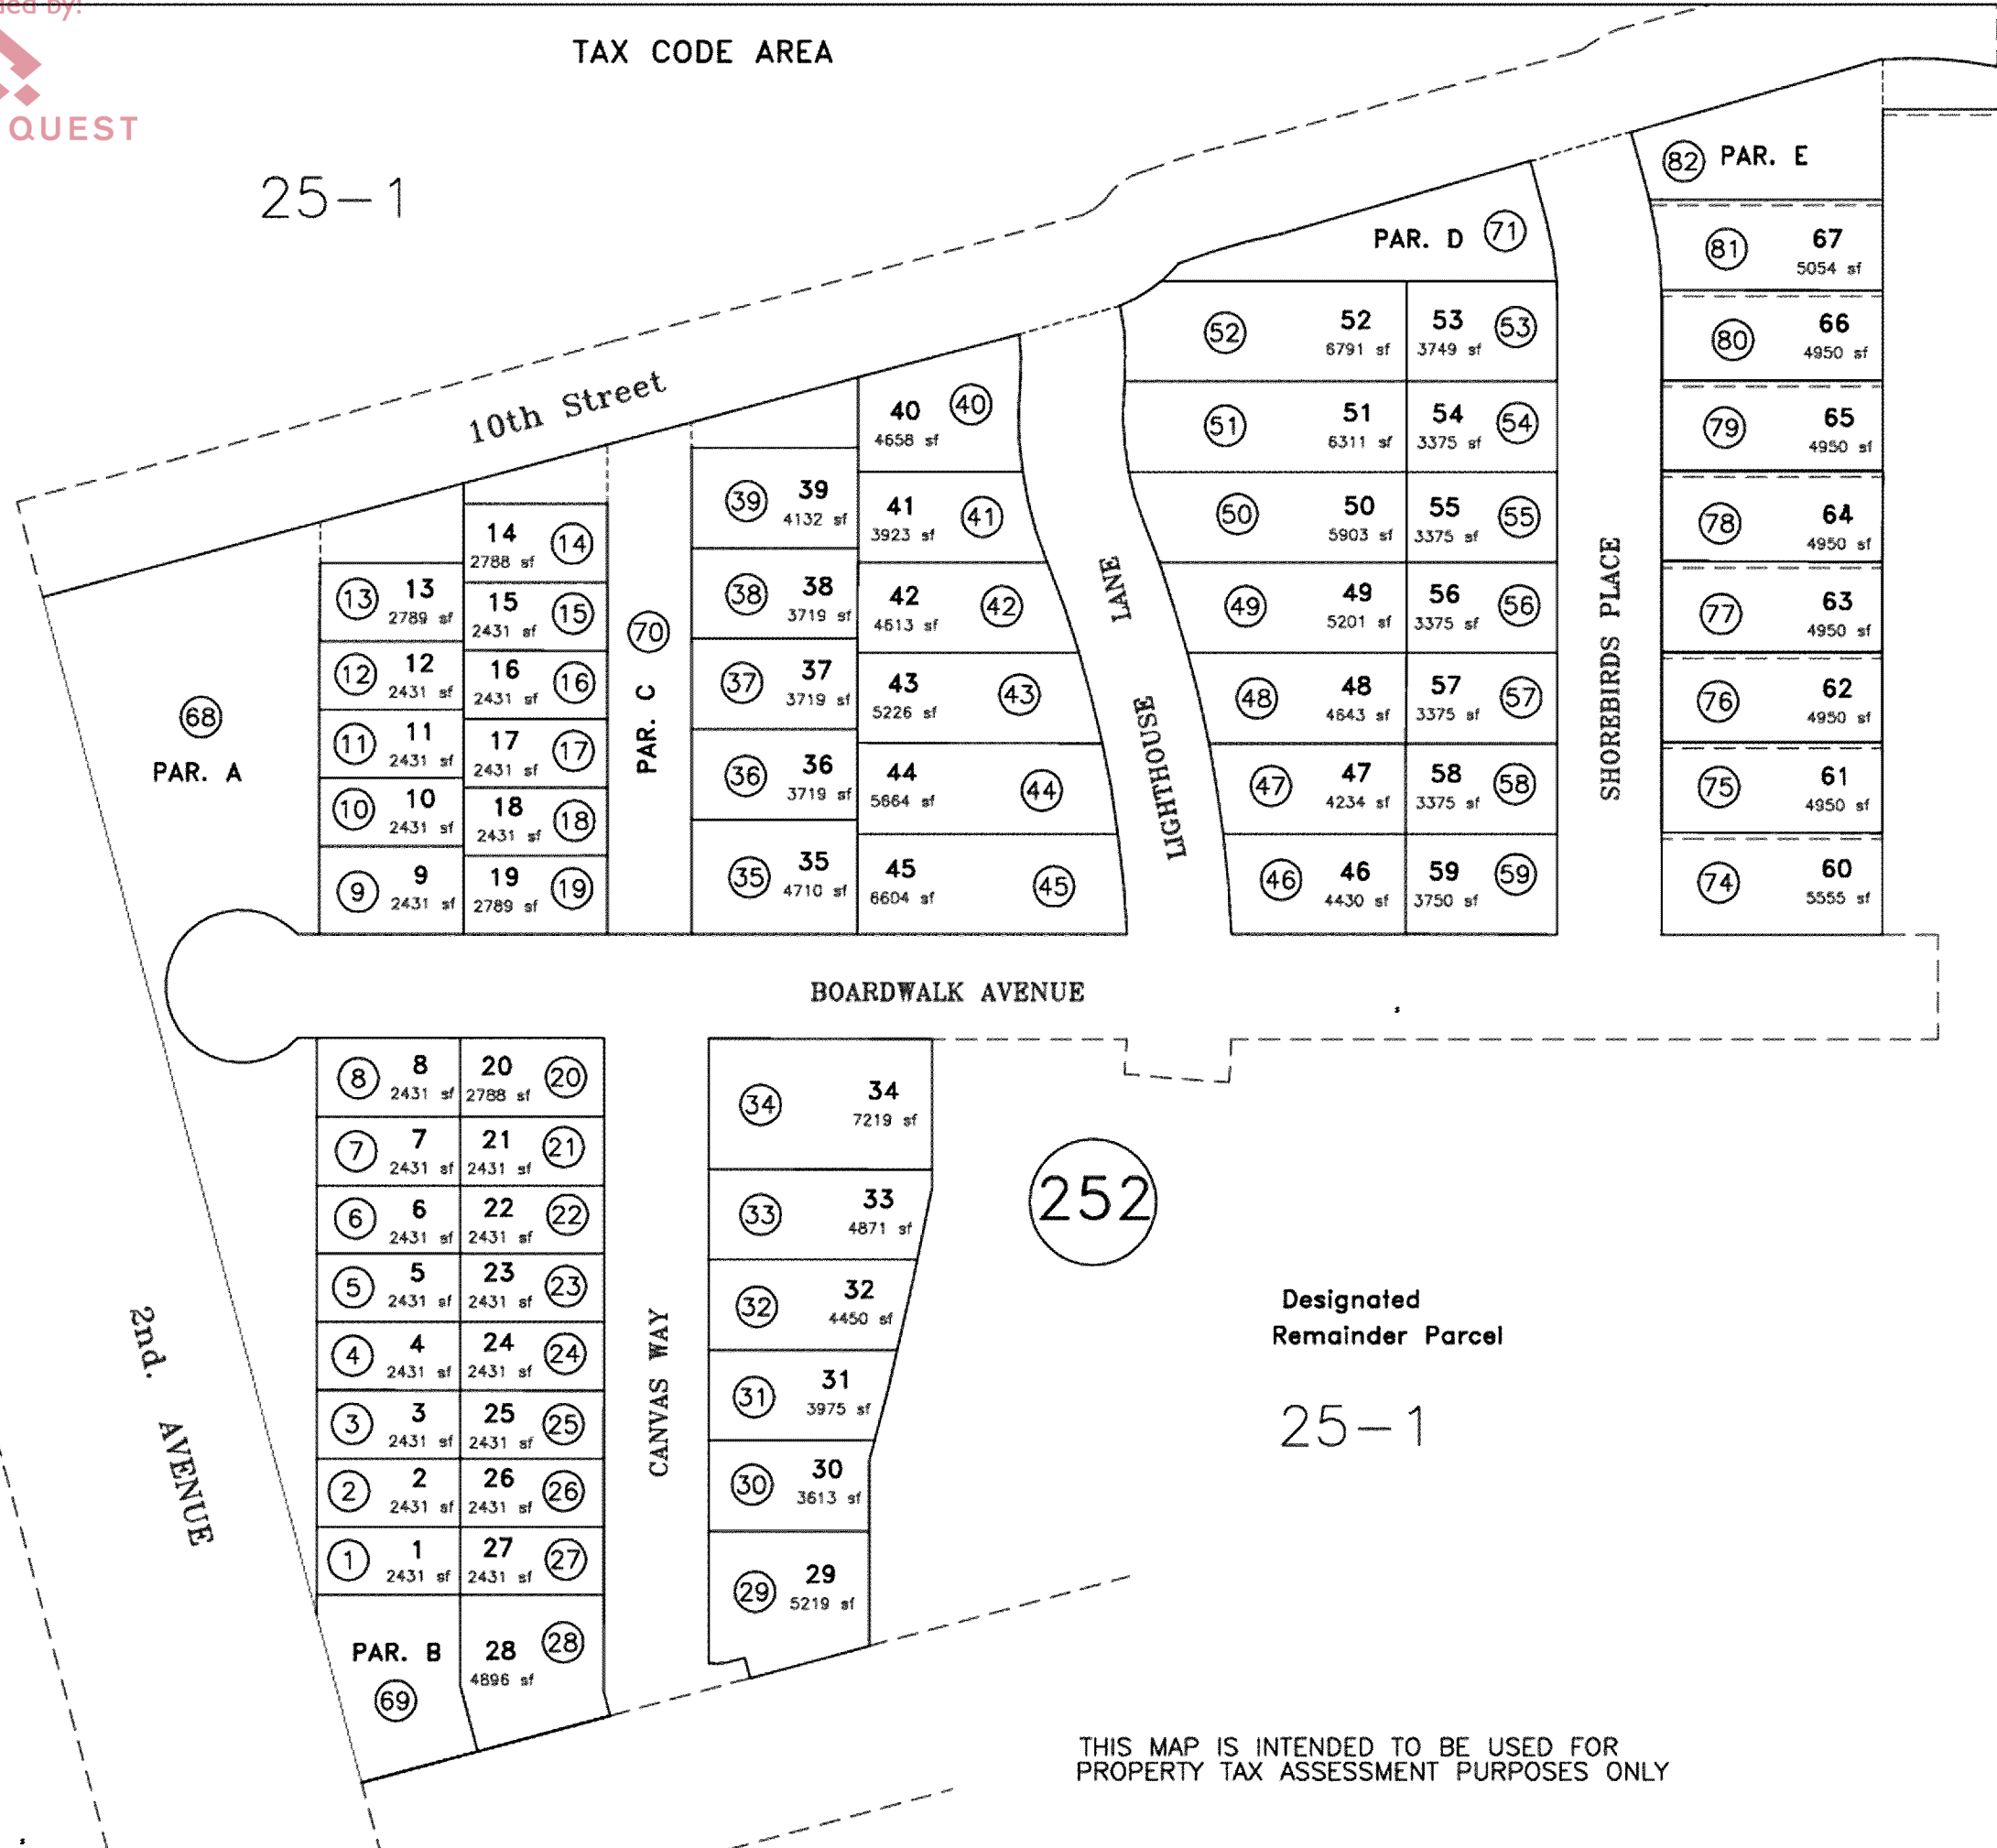 ded by:
QUEST
TAX CODE AREA
25-1
10th Street
82 PAR. E
PAR. D 71
81 67
5054 sf
80 66
4950 sf
79 65
4950 sf
78 64
4950 sf
77 63
4950 sf
76 62
4950 sf
75 61
4950 sf
74 60
5555 sf
SHOREBIRDS PLACE
52 52
6791 sf
53 53
3749 sf
51 51
6311 sf
54 54
3375 sf
50 50
5903 sf
55 55
3375 sf
49 49
5201 sf
56 56
3375 sf
48 48
4643 sf
57 57
3375 sf
47 47
4234 sf
58 58
3375 sf
46 46
4430 sf
59 59
3750 sf
LIGHTHOUSE LANE
40 40
4658 sf
41 41
3923 sf
42 42
4613 sf
43 43
5226 sf
44 44
5664 sf
45 45
6604 sf
39 39
4132 sf
38 38
3719 sf
37 37
3719 sf
36 36
3719 sf
35 35
4710 sf
70
PAR. C
14 14
2788 sf
15 15
2431 sf
16 16
2431 sf
17 17
2431 sf
18 18
2431 sf
19 19
2789 sf
13 13
2789 sf
12 12
2431 sf
11 11
2431 sf
10 10
2431 sf
9 9
2431 sf
68
PAR. A
BOARDWALK AVENUE
8 8
2431 sf
20 20
2788 sf
7 7
2431 sf
21 21
2431 sf
6 6
2431 sf
22 22
2431 sf
5 5
2431 sf
23 23
2431 sf
4 4
2431 sf
24 24
2431 sf
3 3
2431 sf
25 25
2431 sf
2 2
2431 sf
26 26
2431 sf
1 1
2431 sf
27 27
2431 sf
PAR. B
69
28 28
4896 sf
2nd. AVENUE
CANVAS WAY
34 34
7219 sf
33 33
4871 sf
32 32
4450 sf
31 31
3975 sf
30 30
3613 sf
29 29
5219 sf
252
Designated
Remainder Parcel
25-1
THIS MAP IS INTENDED TO BE USED FOR
PROPERTY TAX ASSESSMENT PURPOSES ONLY